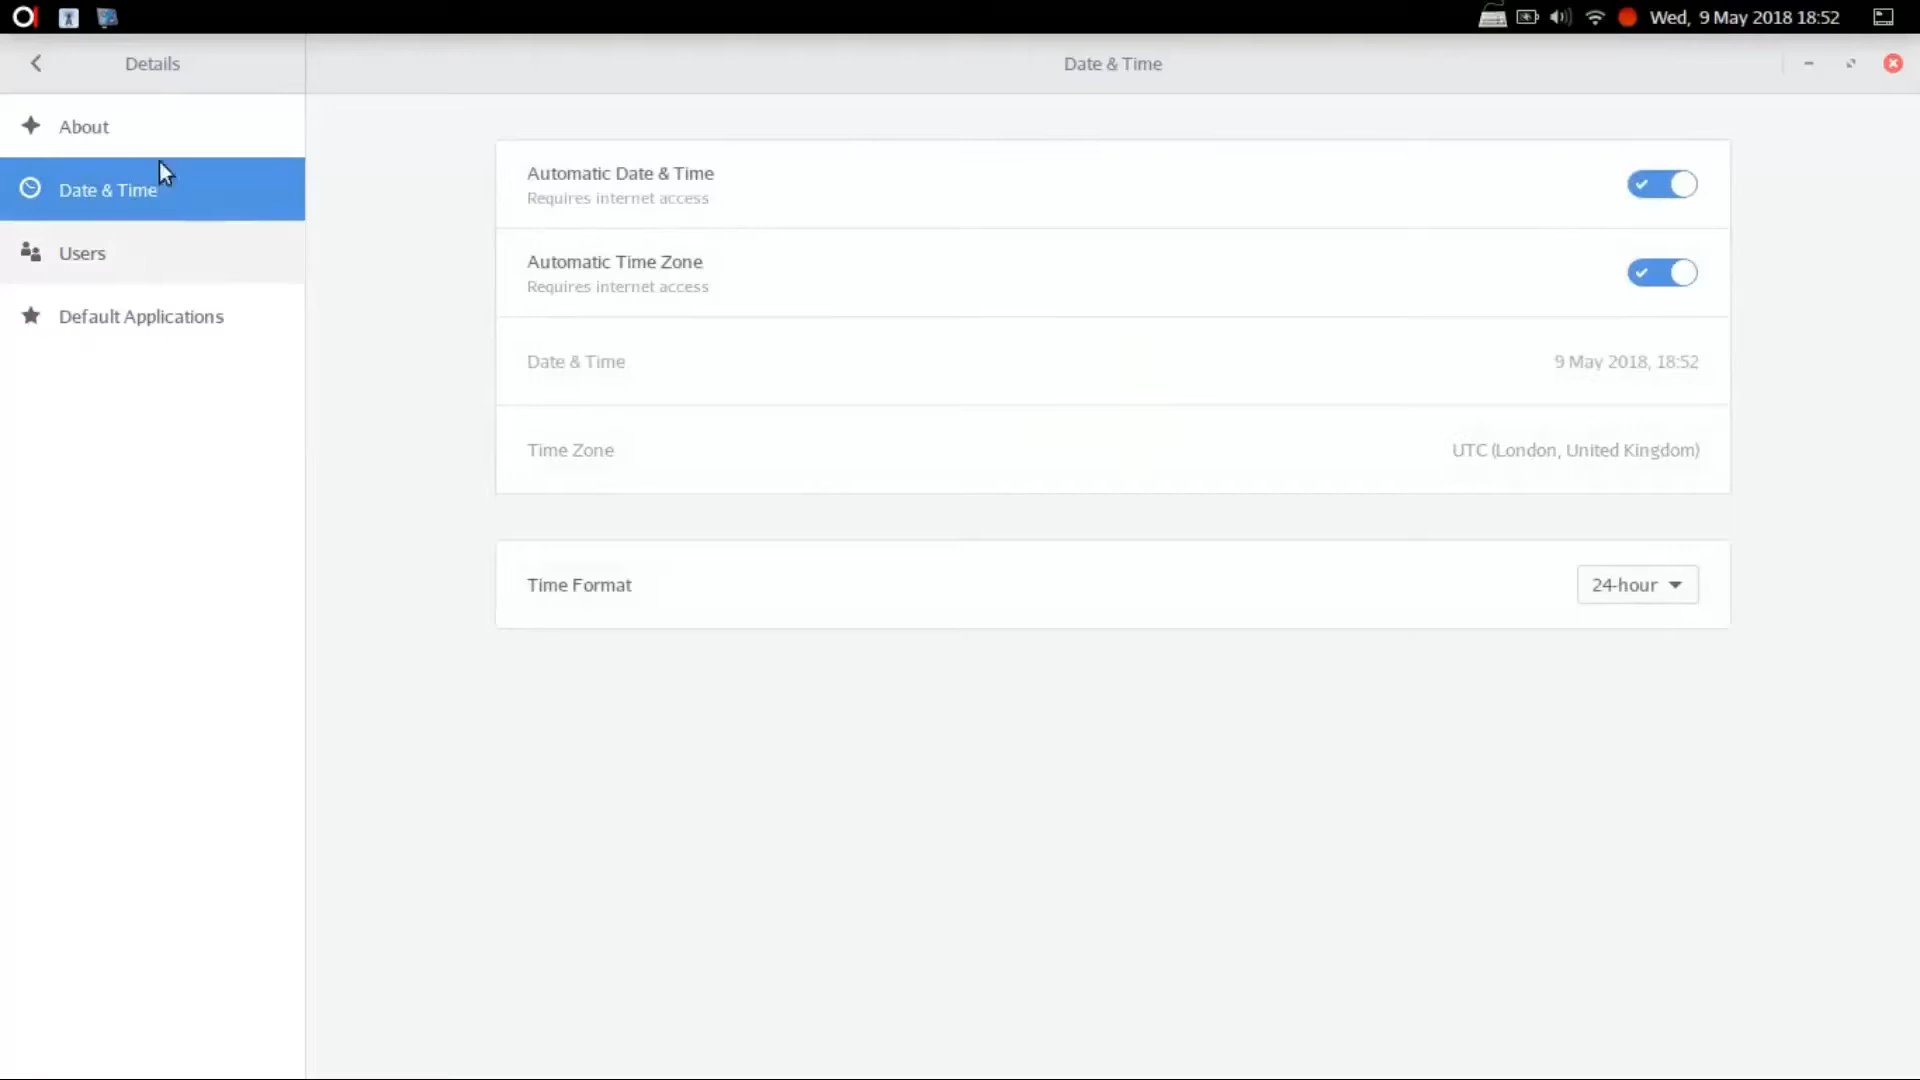 Wed, 9 May 2018 18:52
Details
Date & Time
About
Date & Time
Users
Default Applications
Automatic Date & Time
Requires internet access
Automatic Time Zone
Requires internet access
Date & Time 9 May 2018, 18:52
Time Zone UTC (London, United Kingdom)
Time Format 24-hour